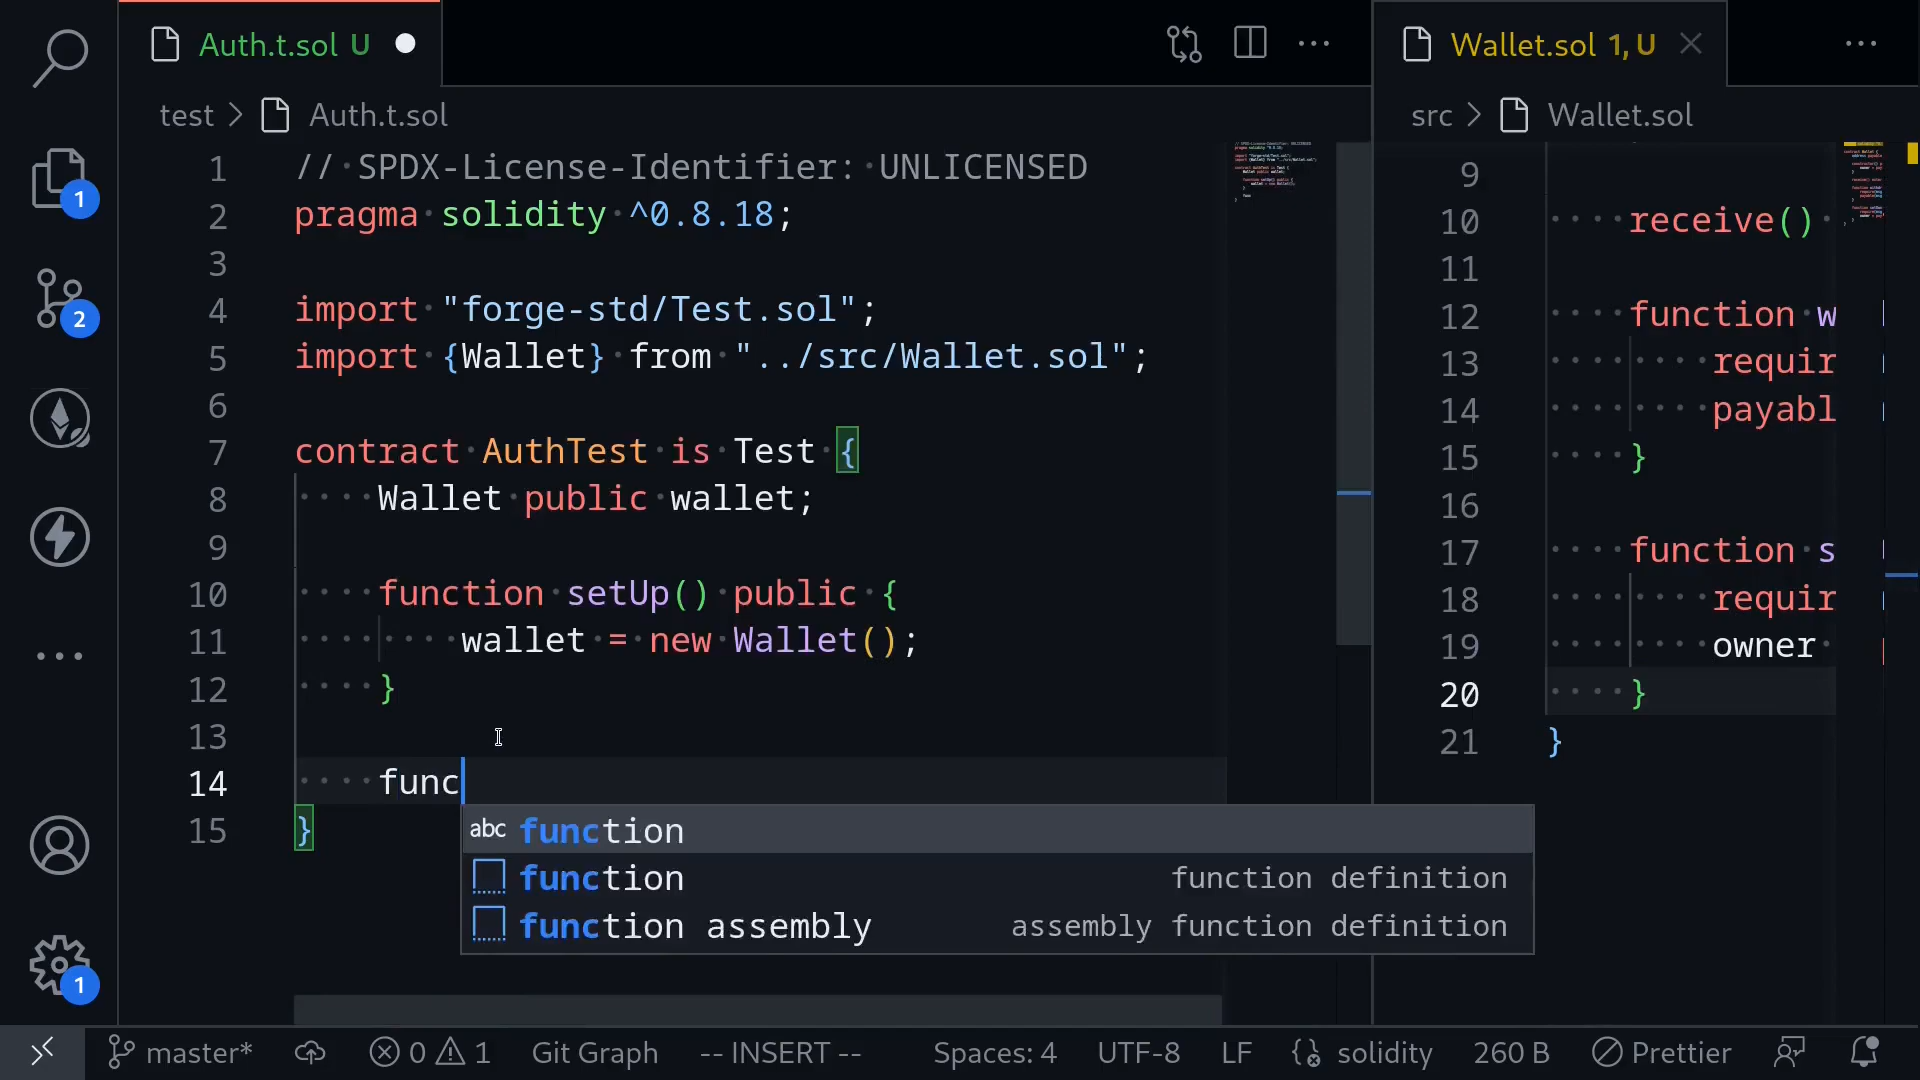 Auth.t.sol U
Wallet.sol 1, U
test > Auth.t.sol
src > Wallet.sol
1 // SPDX-License-Identifier: UNLICENSED
2 pragma solidity ^0.8.18;
3
4 import "forge-std/Test.sol";
5 import {Wallet} from "../src/Wallet.sol";
6
7 contract AuthTest is Test {
8 Wallet public wallet;
9
10 function setUp() public {
11 wallet = new Wallet();
12 }
13
14 func
15 }
abc function
function function definition
function assembly assembly function definition
9
10 receive()
11
12 function w
13 requir
14 payabl
15 }
16
17 function s
18 requir
19 owner
20 }
21 }
1
2
1
master* 0 1 Git Graph -- INSERT -- Spaces: 4 UTF-8 LF solidity 260 B Prettier